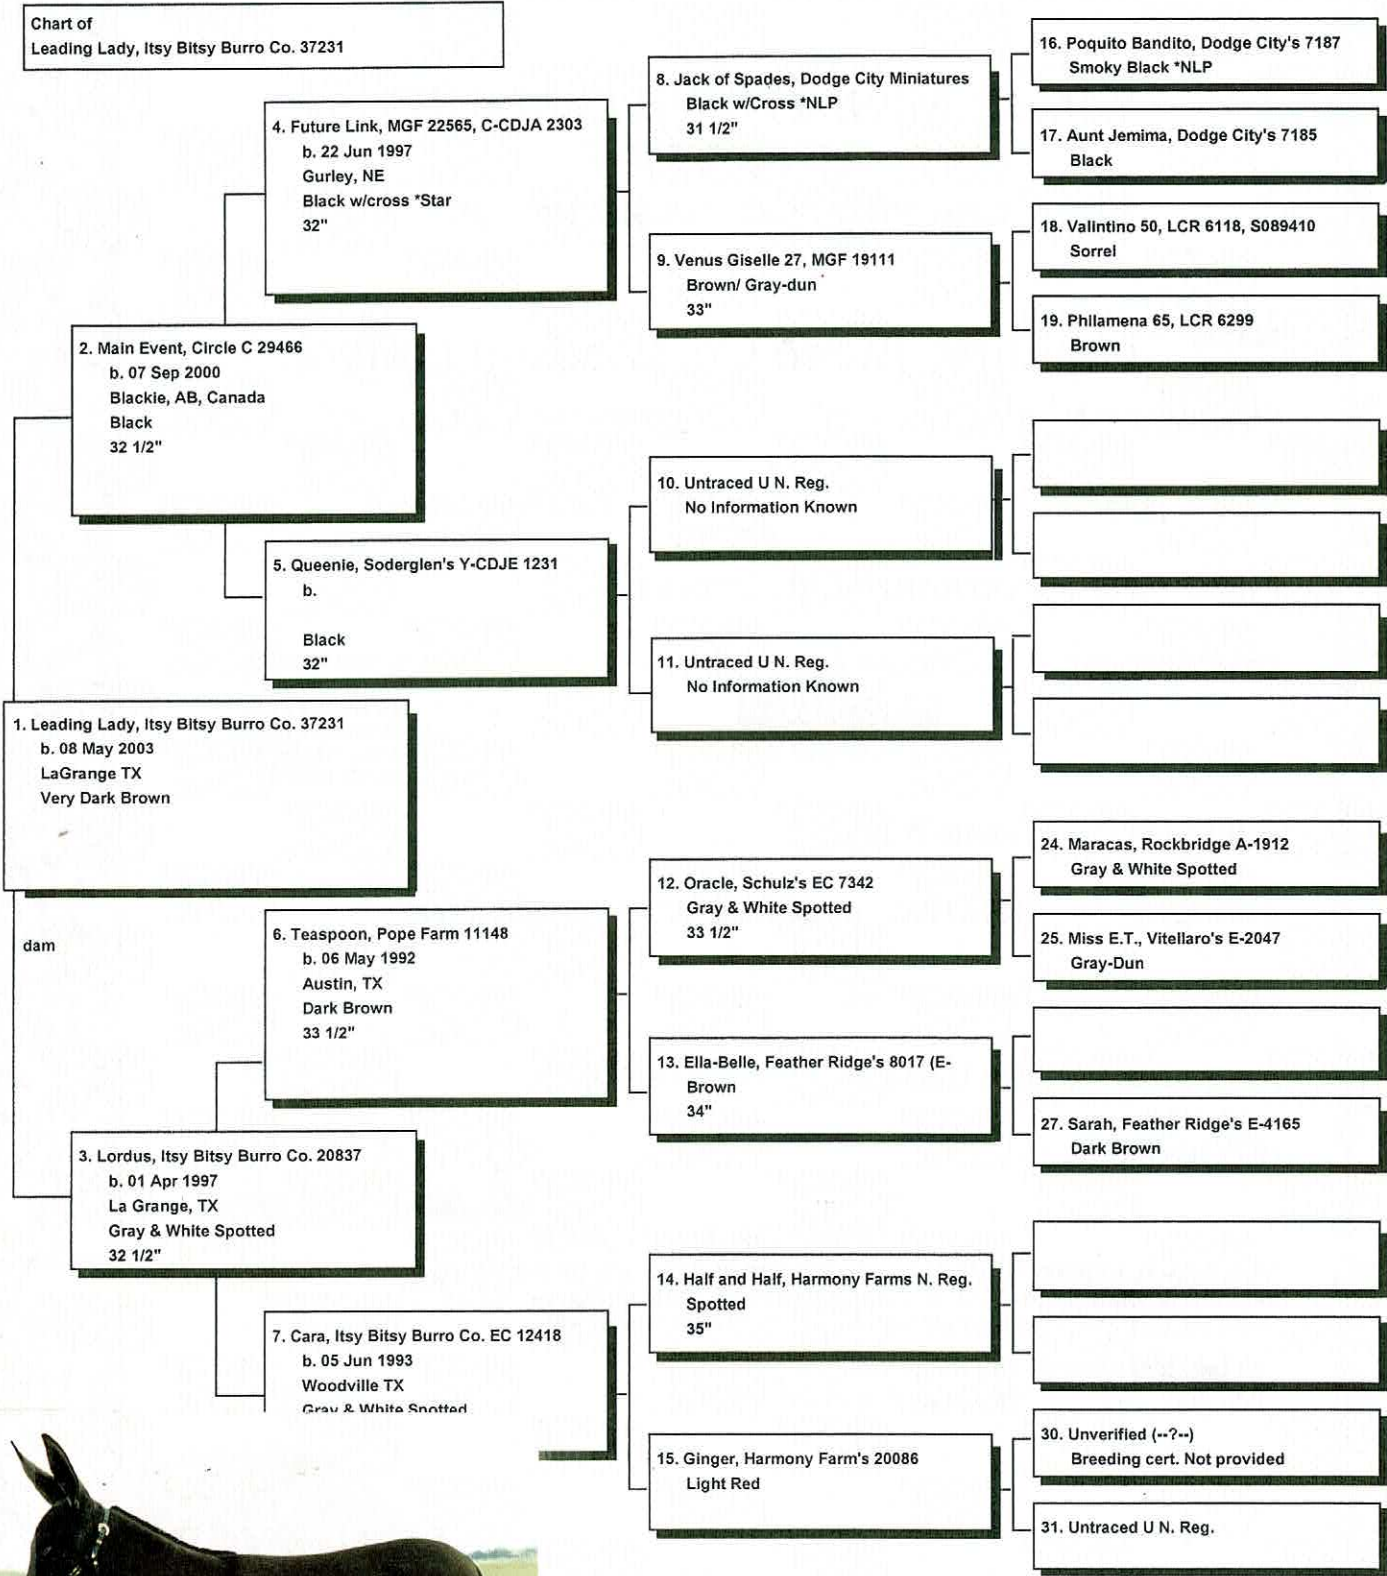 Chart of
Leading Lady, Itsy Bitsy Burro Co. 37231
1. Leading Lady, Itsy Bitsy Burro Co. 37231
b. 08 May 2003
LaGrange TX
Very Dark Brown
dam
2. Main Event, Circle C 29466
b. 07 Sep 2000
Blackie, AB, Canada
Black
32 1/2"
3. Lordus, Itsy Bitsy Burro Co. 20837
b. 01 Apr 1997
La Grange, TX
Gray & White Spotted
32 1/2"
4. Future Link, MGF 22565, C-CDJA 2303
b. 22 Jun 1997
Gurley, NE
Black w/cross *Star
32"
5. Queenie, Soderglen's Y-CDJE 1231
b.
Black
32"
6. Teaspoon, Pope Farm 11148
b. 06 May 1992
Austin, TX
Dark Brown
33 1/2"
7. Cara, Itsy Bitsy Burro Co. EC 12418
b. 05 Jun 1993
Woodville TX
Gray & White Spotted
8. Jack of Spades, Dodge City Miniatures
Black w/Cross *NLP
31 1/2"
9. Venus Giselle 27, MGF 19111
Brown/ Gray-dun
33"
10. Untraced U N. Reg.
No Information Known
11. Untraced U N. Reg.
No Information Known
12. Oracle, Schulz's EC 7342
Gray & White Spotted
33 1/2"
13. Ella-Belle, Feather Ridge's 8017 (E-
Brown
34"
14. Half and Half, Harmony Farms N. Reg.
Spotted
35"
15. Ginger, Harmony Farm's 20086
Light Red
16. Poquito Bandito, Dodge City's 7187
Smoky Black *NLP
17. Aunt Jemima, Dodge City's 7185
Black
18. Valintino 50, LCR 6118, S089410
Sorrel
19. Philamena 65, LCR 6299
Brown
24. Maracas, Rockbridge A-1912
Gray & White Spotted
25. Miss E.T., Vitellaro's E-2047
Gray-Dun
27. Sarah, Feather Ridge's E-4165
Dark Brown
30. Unverified (--?--)
Breeding cert. Not provided
31. Untraced U N. Reg.